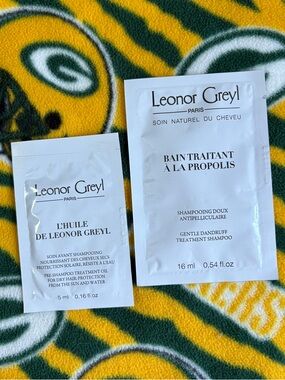 Leonor Greyl
PARIS
L'HUILE
DE LEONOR GREYL
SOIN AVANT SHAMPOOING
NOURRISSANT DES CHEVEUX SECS
PROTECTION SOLAIRE, RÉSISTE À L'EAU
PRE-SHAMPOO TREATMENT OIL
FOR DRY HAIR, PROTECTION
FROM THE SUN AND WATER
5 ml / 0.16 fl.oz
Leonor Greyl
PARIS
SOIN NATUREL DU CHEVEU
BAIN TRAITANT
À LA PROPOLIS
SHAMPOOING DOUX
ANTIPELLICULAIRE
GENTLE DANDRUFF
TREATMENT SHAMPOO
16 ml / 0.54 fl.oz
G
G